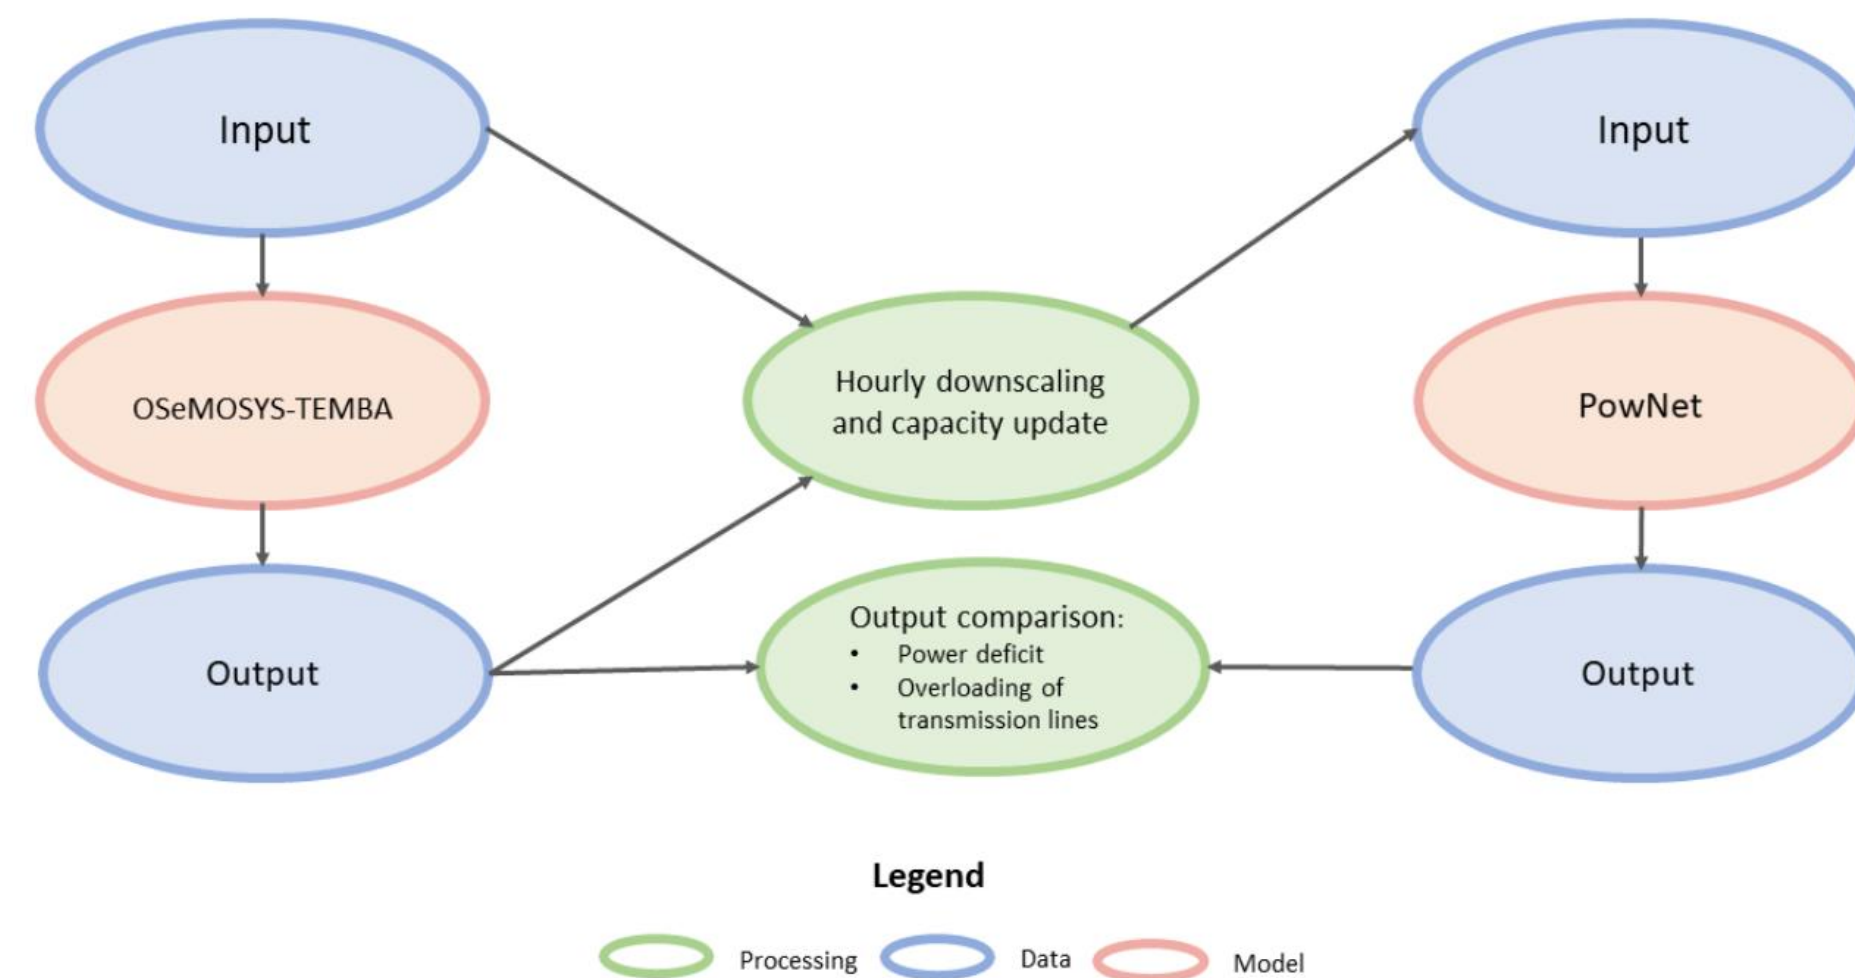 Input
Input
OSeMOSYS-TEMBA
Hourly downscaling
and capacity update
PowNet
Output
Output comparison:
• Power deficit
• Overloading of
transmission lines
Output
Legend
Processing
Data
Model